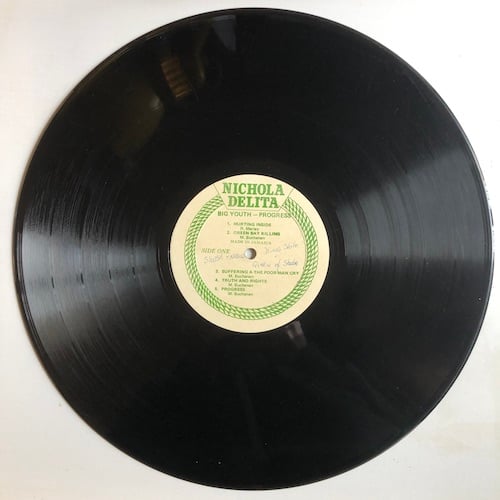 NICHOLA
DELITA
BIG YOUTH — PROGRESS
1. HURTING INSIDE
R. Marley
2. GREEN BAY KILLING
M. Buchanan
MADE IN JAMAICA
SIDE ONE
3. SUFFERING & THE POOR MAN CRY
M. Buchanan
4. TRUTH AND RIGHTS
M. Buchanan
5. PROGRESS
M. Buchanan